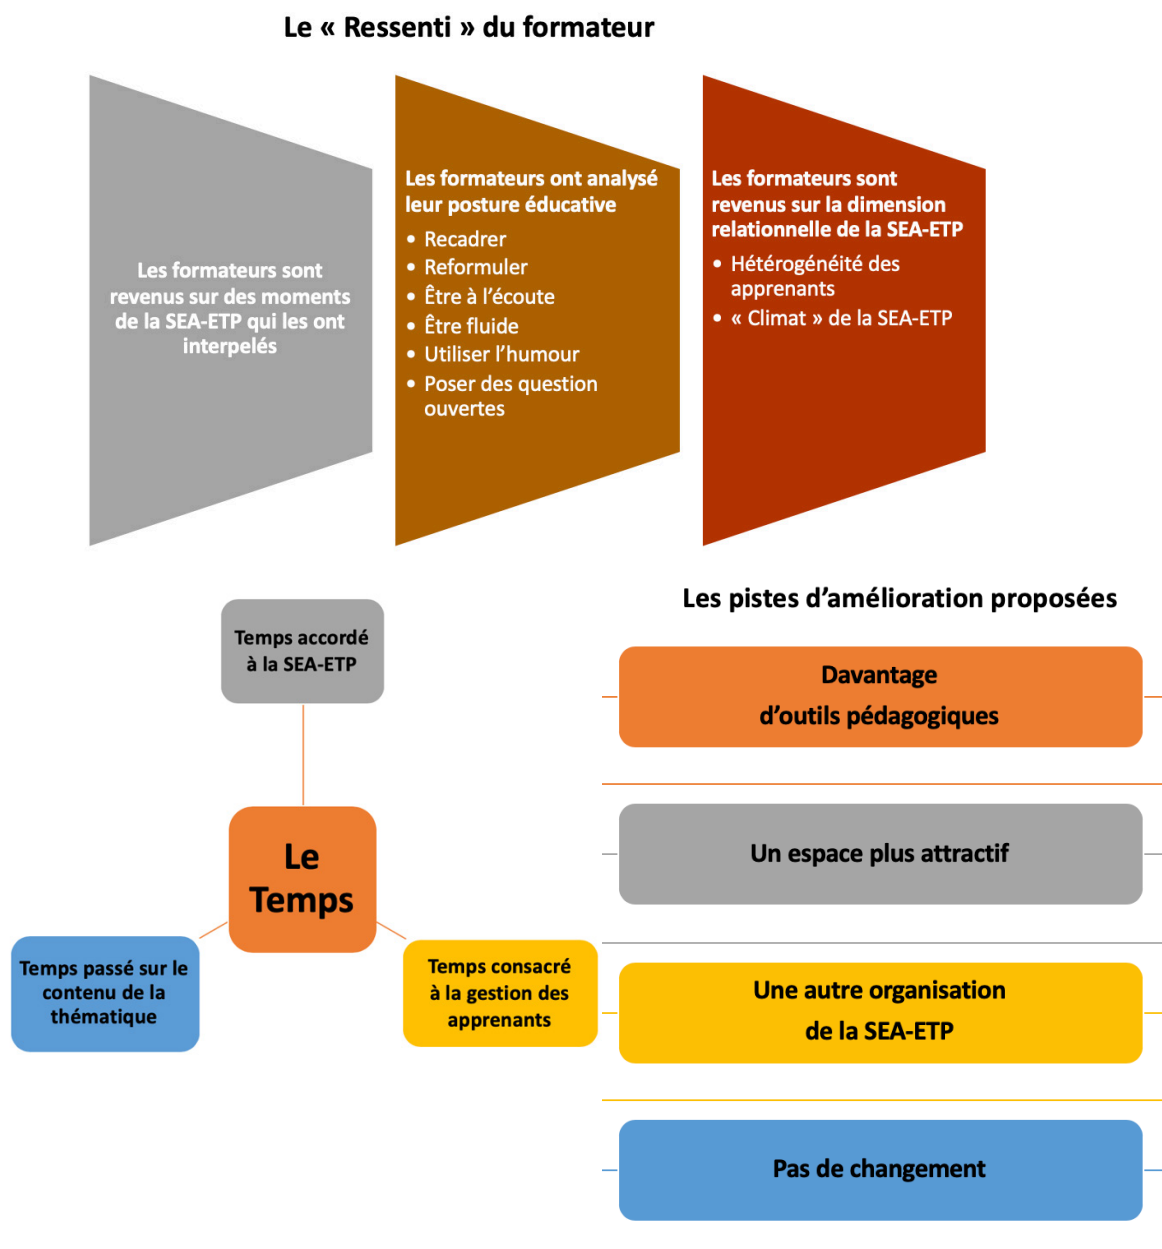 Le « Ressenti » du formateur
Les formateurs sont
revenus sur des moments
de la SEA-ETP qui les ont
interpelés
Les formateurs ont analysé
leur posture éducative
• Recadrer
• Reformuler
• Être à l’écoute
• Être fluide
• Utiliser l’humour
• Poser des question
ouvertes
Les formateurs sont
revenus sur la dimension
relationnelle de la SEA-ETP
• Hétérogénéité des
apprenants
• « Climat » de la SEA-ETP
Temps accordé
à la SEA-ETP
Le
Temps
Temps passé sur le
contenu de la
thématique
Temps consacré
à la gestion des
apprenants
Les pistes d’amélioration proposées
Davantage
d’outils pédagogiques
Un espace plus attractif
Une autre organisation
de la SEA-ETP
Pas de changement